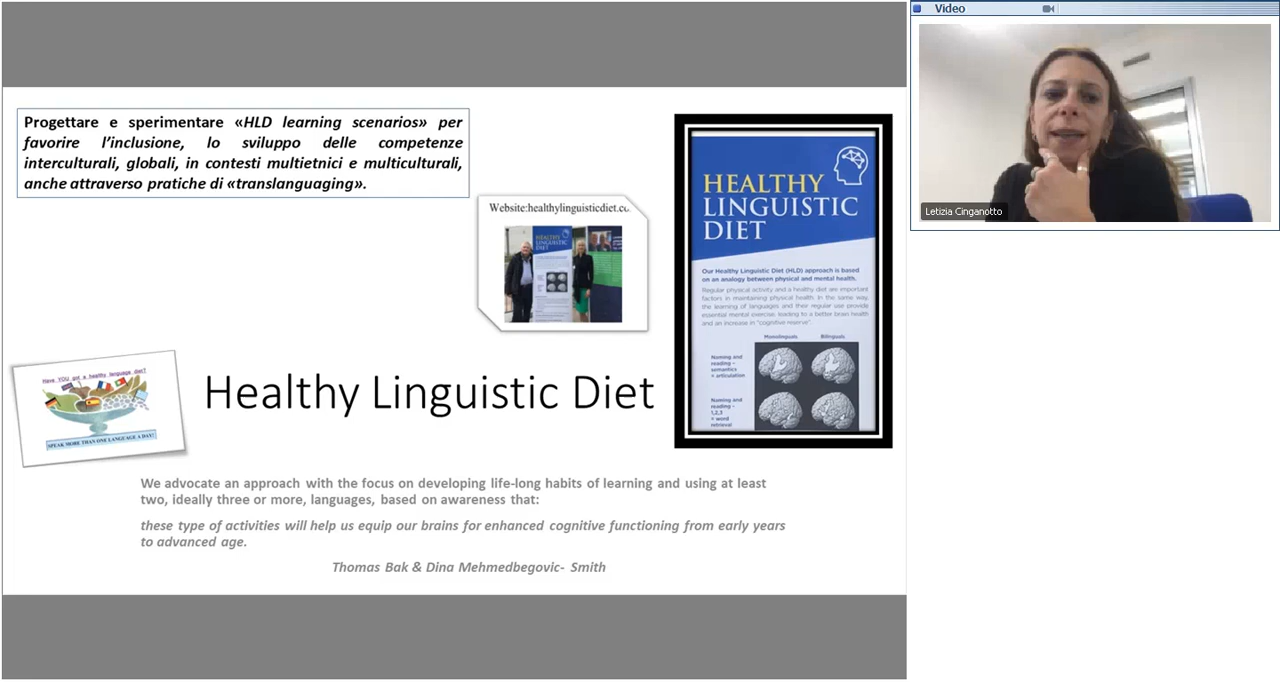 Progettare e sperimentare «HLD learning scenarios» per
favorire l'inclusione, lo sviluppo delle competenze
interculturali, globali, in contesti multietnici e multiculturali,
anche attraverso pratiche di «translanguaging».
Website:healthylinguisticdiet.co
HEALTHY
LINGUISTIC
DIET
HEALTHY
LINGUISTIC
DIET
Our Healthy Linguistic Diet (HLD) approach is based
on an analogy between physical and mental health.
Regular physical activity and a healthy diet are important
factors in maintaining physical health. In the same way,
the learning of languages and their regular use provide
essential mental exercise, leading to a better brain health
and an increase in "cognitive reserve".
Monolinguals Bilinguals
Naming and
reading –
semantics
+ articulation
Naming and
reading –
1,2,3
+ word
retrieval
Have YOU got a healthy language diet?
SPEAK MORE THAN ONE LANGUAGE A DAY!
Healthy Linguistic Diet
We advocate an approach with the focus on developing life-long habits of learning and using at least
two, ideally three or more, languages, based on awareness that:
these type of activities will help us equip our brains for enhanced cognitive functioning from early years
to advanced age.
Thomas Bak & Dina Mehmedbegovic- Smith
Video
Letizia Cinganotto